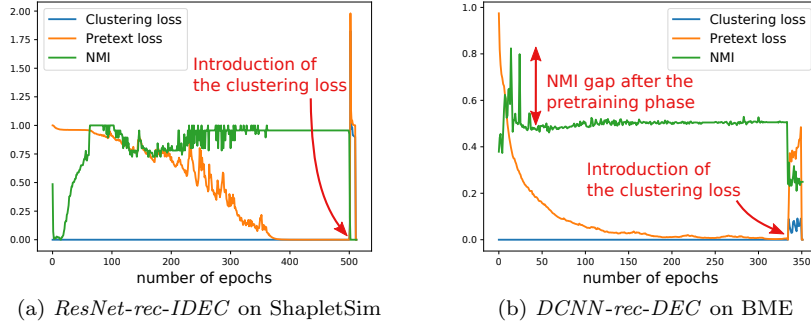 Clustering loss
Pretext loss
NMI
Introduction of
the clustering loss
2.00
1.75
1.50
1.25
1.00
0.75
0.50
0.25
0.00
0
100
200
300
400
500
number of epochs
(a) ResNet-rec-IDEC on ShapletSim
Clustering loss
Pretext loss
NMI
NMI gap after the
pretraining phase
Introduction of
the clustering loss
1.0
0.8
0.6
0.4
0.2
0.0
0
50
100
150
200
250
300
350
number of epochs
(b) DCNN-rec-DEC on BME